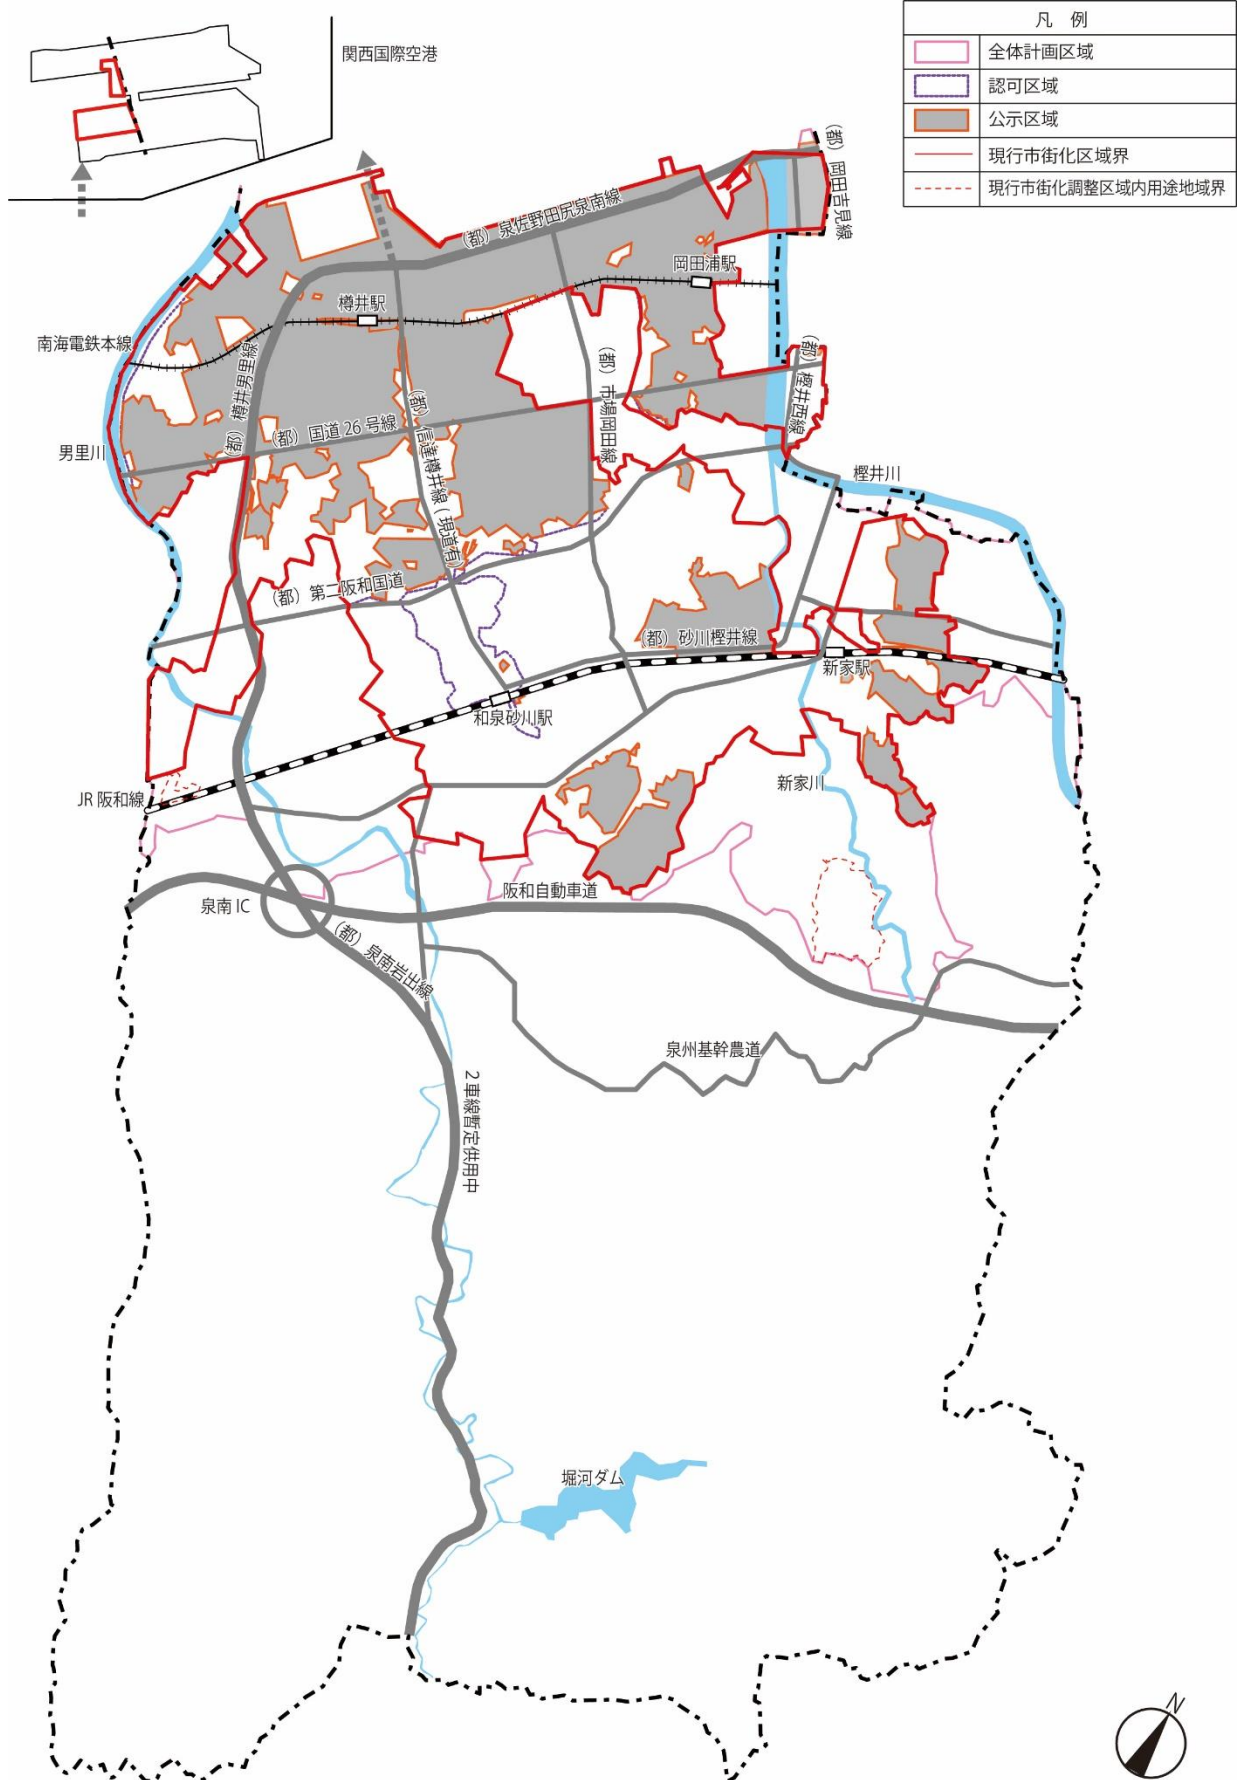 凡 例
全体計画区域
認可区域
公示区域
現行市街化区域界
現行市街化調整区域内用途地域界
関西国際空港
（都）岡田吉見線
（都）泉佐野田尻泉南線
岡田浦駅
樽井駅
南海電鉄本線
（都）樽井男里線
（都）市場岡田線
（都）樫井西線
（都）国道 26 号線
（都）信達樽井線 ( 現道有 )
男里川
樫井川
（都）第二阪和国道
（都）砂川樫井線
新家駅
和泉砂川駅
新家川
JR 阪和線
阪和自動車道
泉南 IC
（都）泉南岩出線
泉州基幹農道
２車線暫定供用中
堀河ダム
N